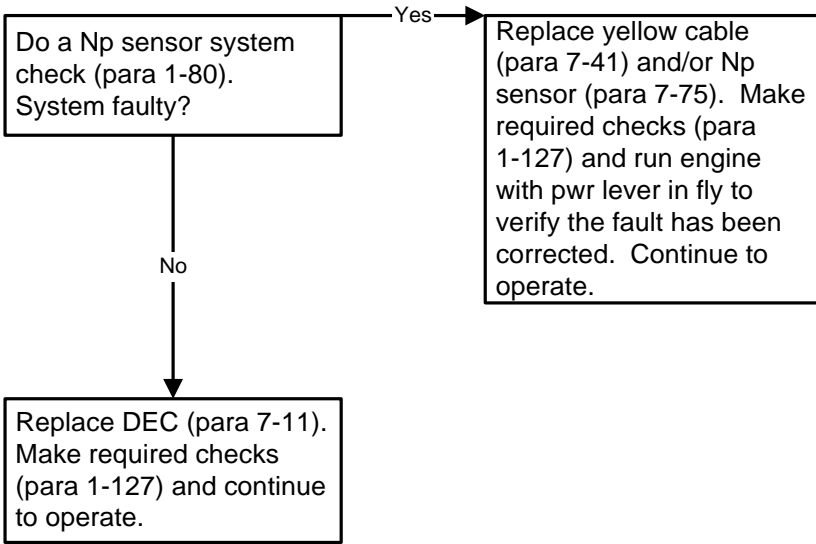 Do a Np sensor system
check (para 1-80).
System faulty?
Yes
Replace yellow cable
(para 7-41) and/or Np
sensor (para 7-75).  Make
required checks (para
1-127) and run engine
with pwr lever in fly to
verify the fault has been
corrected.  Continue to
operate.
No
Replace DEC (para 7-11).
Make required checks
(para 1-127) and continue
to operate.